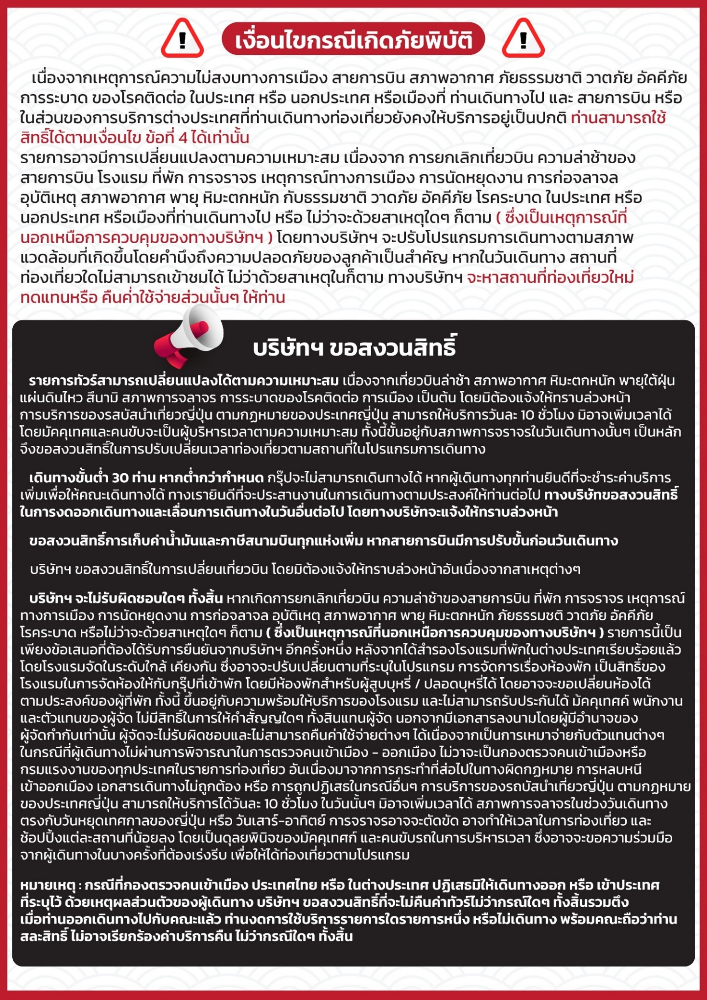 เงื่อนไขกรณีเกิดภัยพิบัติ
เนื่องจากเหตุการณ์ความไม่สงบทางการเมือง สายการบิน สภาพอากาศ ภัยธรรมชาติ วาตภัย อัคคีภัย
การระบาด ของโรคติดต่อ ในประเทศ หรือ นอกประเทศ หรือเมืองที่ ท่านเดินทางไป และ สายการบิน หรือ
ในส่วนของการบริการต่างประเทศที่ท่านเดินทางท่องเที่ยวยังคงให้บริการอยู่เป็นปกติ ท่านสามารถใช้
สิทธิ์ได้ตามเงื่อนไข ข้อที่ 4 ได้เท่านั้น
รายการอาจมีการเปลี่ยนแปลงตามความเหมาะสม เนื่องจาก การยกเลิกเที่ยวบิน ความล่าช้าของ
สายการบิน โรงแรม ที่พัก การจราจร เหตุการณ์ทางการเมือง การนัดหยุดงาน การก่อจลาจล
อุบัติเหตุ สภาพอากาศ พายุ หิมะตกหนัก กับธรรมชาติ วาดภัย อัคคีภัย โรคระบาด ในประเทศ หรือ
นอกประเทศ หรือเมืองที่ท่านเดินทางไป หรือ ไม่ว่าจะด้วยสาเหตุใดๆ ก็ตาม ( ซึ่งเป็นเหตุการณ์ที่
นอกเหนือการควบคุมของทางบริษัทฯ ) โดยทางบริษัทฯ จะปรับโปรแกรมการเดินทางตามสภาพ
แวดล้อมที่เกิดขึ้นโดยคำนึงถึงความปลอดภัยของลูกค้าเป็นสำคัญ หากในวันเดินทาง สถานที่
ท่องเที่ยวใดไม่สามารถเข้าชมได้ ไม่ว่าด้วยสาเหตุในก็ตาม ทางบริษัทฯ จะหาสถานที่ท่องเที่ยวใหม่
ทดแทนหรือ คืนค่ำใช้จ่ายส่วนนั้นๆ ให้ท่าน
บริษัทฯ ขอสงวนสิทธิ์
รายการทัวร์สามารถเปลี่ยนแปลงได้ตามความเหมาะสม เนื่องจากเที่ยวบินล่าช้า สภาพอากาศ หิมะตกหนัก พายุใต้ฝุ่น
แผ่นดินไหว สึนามิ สภาพการจลาจร การระบาดของโรคติดต่อ การเมือง เป็นต้น โดยมิต้องแจ้งให้ทราบล่วงหน้า
การบริการของรสบัสนำเที่ยวญี่ปุ่น ตามกฎหมายของประเทศญี่ปุ่น สามารถให้บริการวันละ 10 ชั่วโมง มิอาจเพิ่มเวลาได้
โดยมัคคุเทศและคนขับจะเป็นผู้บริหารเวลาตามความเหมาะสม ทั้งนี้ขั้นอยู่กับสภาพการจราจรในวันเดินทางนั้นๆ เป็นหลัก
จึงขอสงวนสิทธิ์ในการปรับเปลี่ยนเวลาท่องเที่ยวตามสถานที่ในโปรแกรมการเดินทาง
เดินทางขั้นต่ำ 30 ท่าน หากต่ำกว่ากำหนด กรุ๊ปจะไม่สามารถเดินทางได้ หากผู้เดินทางทุกท่านยินดีที่จะชำระค่าบริการ
เพิ่มเพื่อให้คณะเดินทางได้ ทางเรายินดีที่จะประสานงานในการเดินทางตามประสงค์ให้ท่านต่อไป ทางบริษัทขอสงวนสิทธิ์
ในการงดออกเดินทางและเลื่อนการเดินทางในวันอื่นต่อไป โดยทางบริษัทจะแจ้งให้ทราบล่วงหน้า
ขอสงวนสิทธิ์การเก็บค่าน้ำมันและภาษีสนามบินทุกแห่งเพิ่ม หากสายการบินมีการปรับขั้นก่อนวันเดินทาง
บริษัทฯ ขอสงวนสิทธิ์ในการเปลี่ยนเที่ยวบิน โดยมิต้องแจ้งให้ทราบล่วงหน้าอันเนื่องจากสาเหตุต่างๆ
บริษัทฯ จะไม่รับผิดชอบใดๆ ทั้งสิ้น หากเกิดการยกเลิกเที่ยวบิน ความล่าช้าของสายการบิน ที่พัก การจราจร เหตุการณ์
ทางการเมือง การนัดหยุดงาน การก่อจลาจล อุบัติเหตุ สภาพอากาศ พายุ หิมะตกหนัก ภัยธรรมชติ วาตภัย อัคคีภัย
โรคระบาด หรือไม่ว่าจะด้วยสาเหตุใดๆ ก็ตาม ( ซึ่งเป็นเหตุการณ์ที่นอกเหนือการควบคุมของทางบริษัทฯ ) รายการนี้เป็น
เพียงข้อเสนอที่ต้องได้รับการยืนยันจากบริษัทฯ อีกครั้งหนึ่ง หลังจากได้สำรองโรงแรมที่พักในต่างประเทศเรียบร้อยแล้ว
โดยโรงแรมจัดในระดับใกล้ เคียงกัน ซึ่งอาจจะปรับเปลี่ยนตามที่ระบุในโปรแกรม การจัดการเรื่องห้องพัก เป็นสิทธิ์ของ
โรงแรมในการจัดห้องให้กับกรุ๊ปที่เข้าพัก โดยมีห้องพักสำหรับผู้สูบบุหรี่ / ปลอดบุหรี่ได้ โดยอาจจะขอเปลี่ยนห้องได้
ตามประสงค์ของผู้ที่พัก ทั้งนี้ ขึ้นอยู่กับความพร้อมให้บริการของโรงแรม และไม่สามารถรับประกันได้ มัคคุเทศค์ พนักงาน
และตัวแทนของผู้จัด ไม่มีสิทธิ์ในการให้คำสั้ญญใดๆ ทั้งสินแทนผู้จัด นอกจากมีเอกสารลงนามโดยผู้มีอำนาจของ
ผู้จัดกำกับเท่านั้น ผู้จัดจะไม่รับผิดชอบและไม่สามารถคืนค่าใช้จ่ายต่างๆ ได้เนื่องจากเป็นการเหมาจ่ายกับตัวแทนต่างๆ
ในกรณีที่ผู้เดินทางไม่ผ่านการพิจารณาในการตรวจคนเข้าเมือง - ออกเมือง ไม่วาจะเป็นกองตรวจคนเข้าเมืองหรือ
กรมแรงงานของทุกประเทศในรายการท่องเที่ยว อันเนื่องมาจากการกระทำที่ส่อไปในทางผิดกฎหมาย การหลบหนี
เข้าออกเมือง เอกสารเดินทางไม่ถูกต้อง หรือ การถูกปฏิเสธในกรณีอื่นๆ การบริการของรถบัสนำเที่ยวญี่ปุ่น ตามกฎหมาย
ของประเทศญี่ปุ่น สามารถให้บริการได้วันละ 10 ชั่วโมง ในวันนั้นๆ มิอาจเพิ่มเวลาได้ สภาพการจลาจรในช่วงวันเดินทาง
ตรงกับวันหยุดเทศกาลของญี่ปุ่น หรือ วันเสาร์-อาทิตย์ การจราจรอาจจะตัดขัด อาจทำให้เวลาในการท่องเที่ยว และ
ช้อปปิ้งแต่ละสถานที่น้อยลง โดยเป็นดุลยพินิจของมัคคุเทศก์ และคนขับรถในการบริหารเวลา ซึ่งอาจจะขอความร่วมมือ
จากผู้เดินทางในบางครั้งที่ต้องเร่งรีบ เพื่อให้ได้ท่องเที่ยวตามโปรแกรม
หมายเหตุ : กรณีที่กองตรวจคนเข้าเมือง ประเทศไทย หรือ ในต่างประเทศ ปฏิเสธมิให้เดินทางออก หรือ เข้าประเทศ
ที่ระบุไว้ ด้วยเหตุผลส่วนตัวของผู้เดินทาง บริษัทฯ ขอสงวนสิทธิ์ที่จะไม่คืนค่าทัวร์ไม่ว่ากรณ์ใดๆ ทั้งสิ้นรวมตึง
เมื่อท่านออกเดินทางไปกับคณะแล้ว ท่านงดการใช้บริการรายการใดรายการหนึ่ง หรือไม่เดินทาง พร้อมคณะถือว่าท่าน
สละสิทธิ์ ไม่อาจเรียกร้องค่าบริการคืน ไม่ว่ากรณีใดๆ ทั้งสิ้น